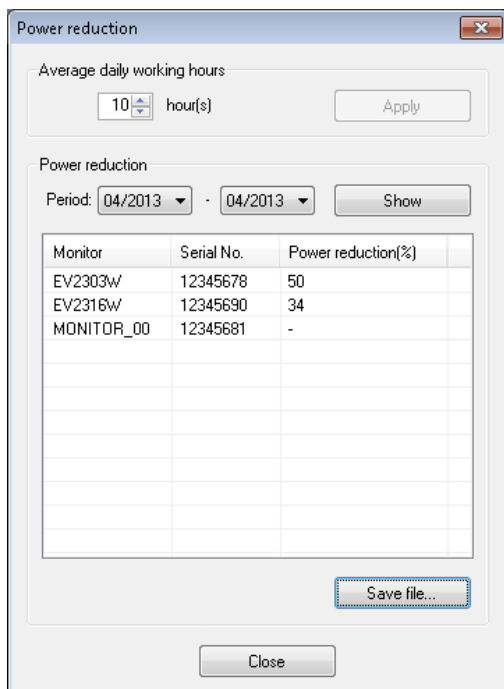 Power reduction
Average daily working hours
10 hour(s) Apply
Power reduction
Period: 04/2013 - 04/2013 Show
Monitor Serial No. Power reduction(%)
EV2303W 12345678 50
EV2316W 12345690 34
MONITOR_00 12345681 -
Save file...
Close